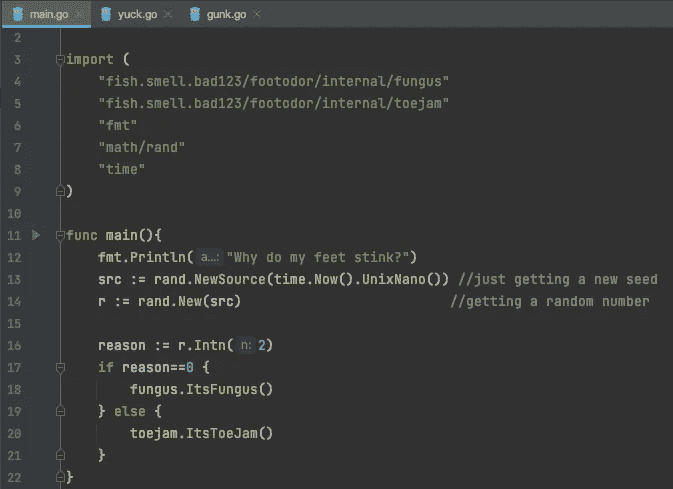 main.go yuck.go gunk.go
2
3 import (
4 "fish.smell.bad123/footodor/internal/fungus"
5 "fish.smell.bad123/footodor/internal/toejam"
6 "fmt"
7 "math/rand"
8 "time"
9 )
10
11 func main(){
12 fmt.Println( a...: "Why do my feet stink?")
13 src := rand.NewSource(time.Now().UnixNano()) //just getting a new seed
14 r := rand.New(src) //getting a random number
15
16 reason := r.Intn( n: 2)
17 if reason==0 {
18 fungus.ItsFungus()
19 } else {
20 toejam.ItsToeJam()
21 }
22 }